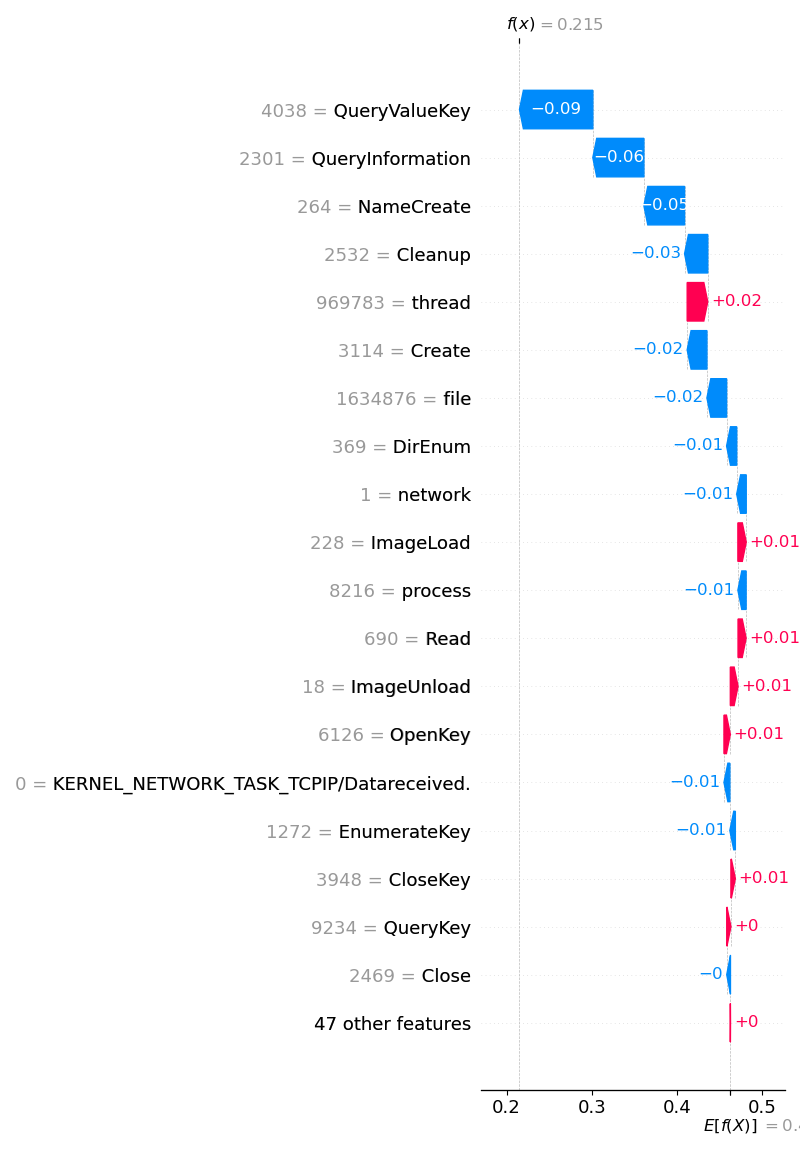 f(x) = 0.215
4038 = QueryValueKey −0.09
2301 = QueryInformation −0.06
264 = NameCreate −0.05
2532 = Cleanup −0.03
969783 = thread +0.02
3114 = Create −0.02
1634876 = file −0.02
369 = DirEnum −0.01
1 = network −0.01
228 = ImageLoad +0.01
8216 = process −0.01
690 = Read +0.01
18 = ImageUnload +0.01
6126 = OpenKey +0.01
0 = KERNEL_NETWORK_TASK_TCPIP/Datareceived. −0.01
1272 = EnumerateKey −0.01
3948 = CloseKey +0.01
9234 = QueryKey +0
2469 = Close −0
47 other features +0
0.2 0.3 0.4 0.5
E[f(X)] = 0.